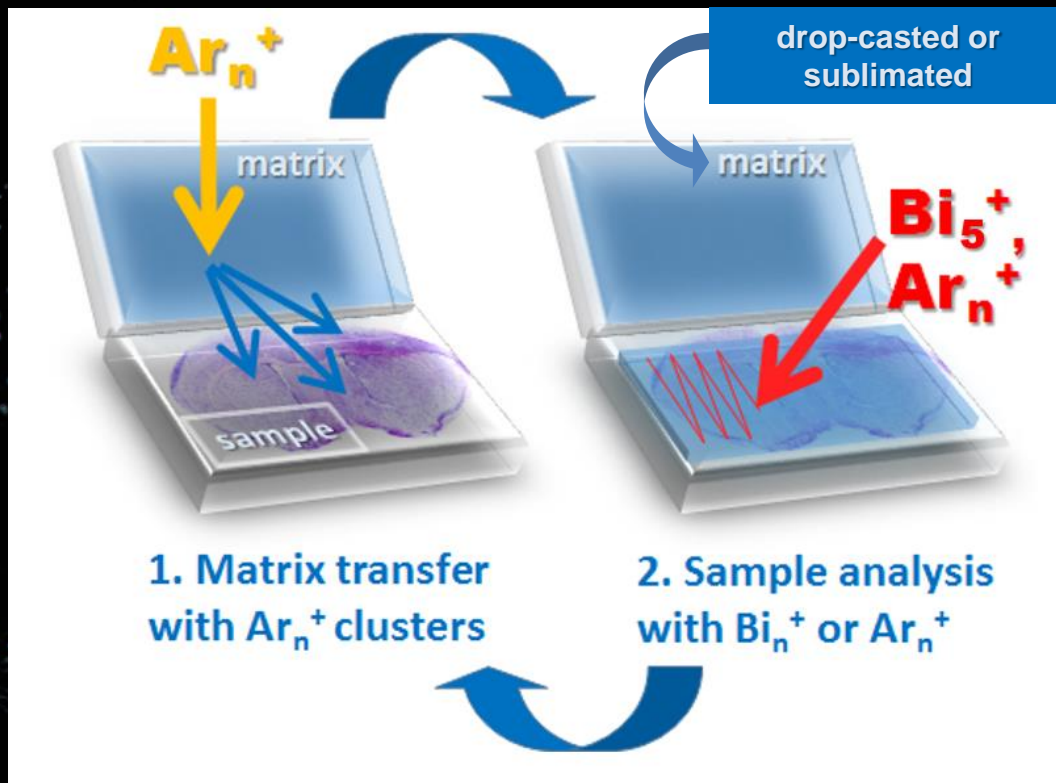 Arₙ⁺
drop-casted or
sublimated
matrix
sample
matrix
Bi₅⁺,
Arₙ⁺
1. Matrix transfer
with Arₙ⁺ clusters
2. Sample analysis
with Biₙ⁺ or Arₙ⁺